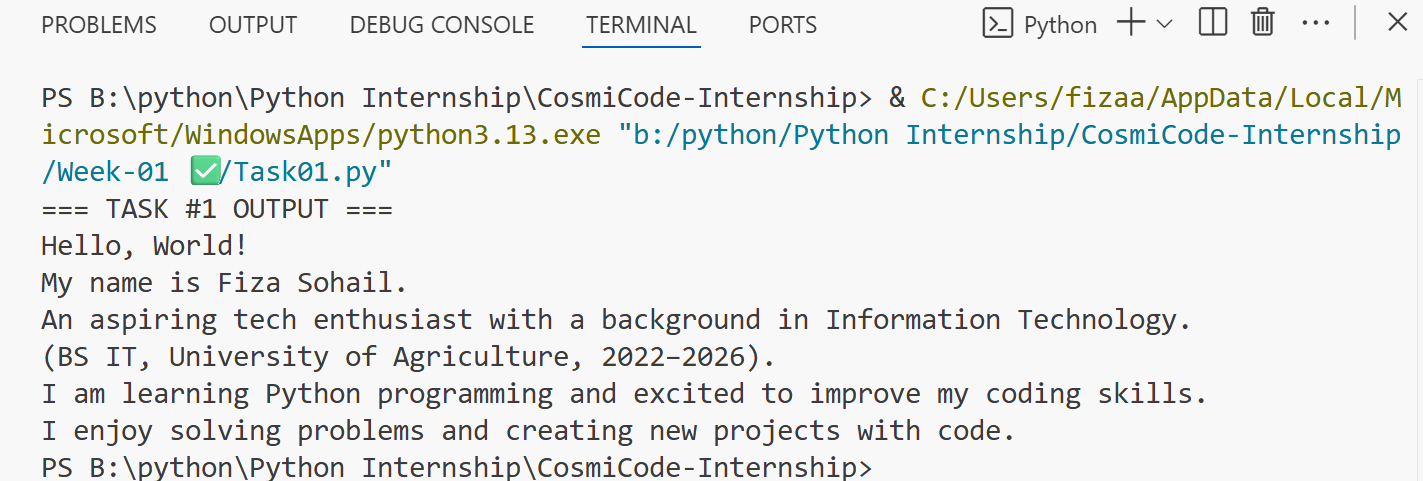 PROBLEMS OUTPUT DEBUG CONSOLE TERMINAL PORTS Python
PS B:\python\Python Internship\CosmiCode-Internship> & C:/Users/fizaa/AppData/Local/M
icrosoft/WindowsApps/python3.13.exe "b:/python/Python Internship/CosmiCode-Internship
/Week-01 ✅/Task01.py"
=== TASK #1 OUTPUT ===
Hello, World!
My name is Fiza Sohail.
An aspiring tech enthusiast with a background in Information Technology.
(BS IT, University of Agriculture, 2022–2026).
I am learning Python programming and excited to improve my coding skills.
I enjoy solving problems and creating new projects with code.
PS B:\python\Python Internship\CosmiCode-Internship>